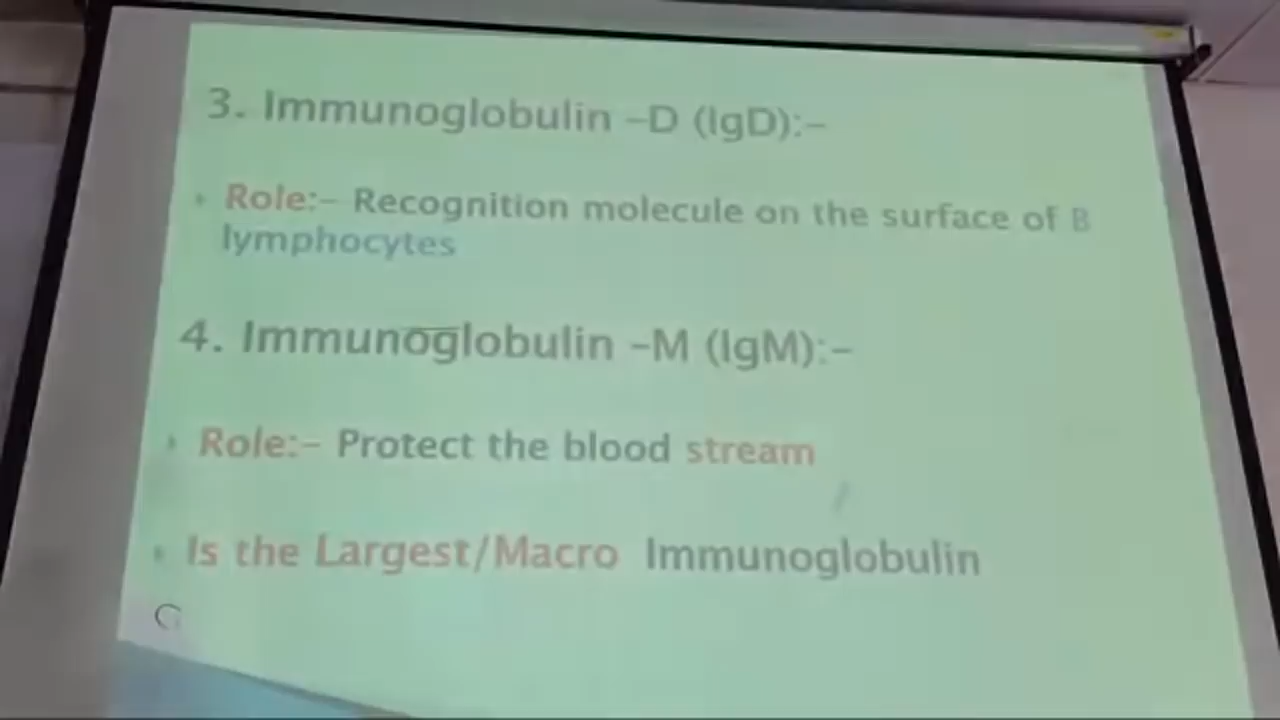 3. Immunoglobulin –D (IgD):–
Role:– Recognition molecule on the surface of B
lymphocytes
4. Immunoglobulin –M (IgM):–
Role:– Protect the blood stream
Is the Largest/Macro Immunoglobulin